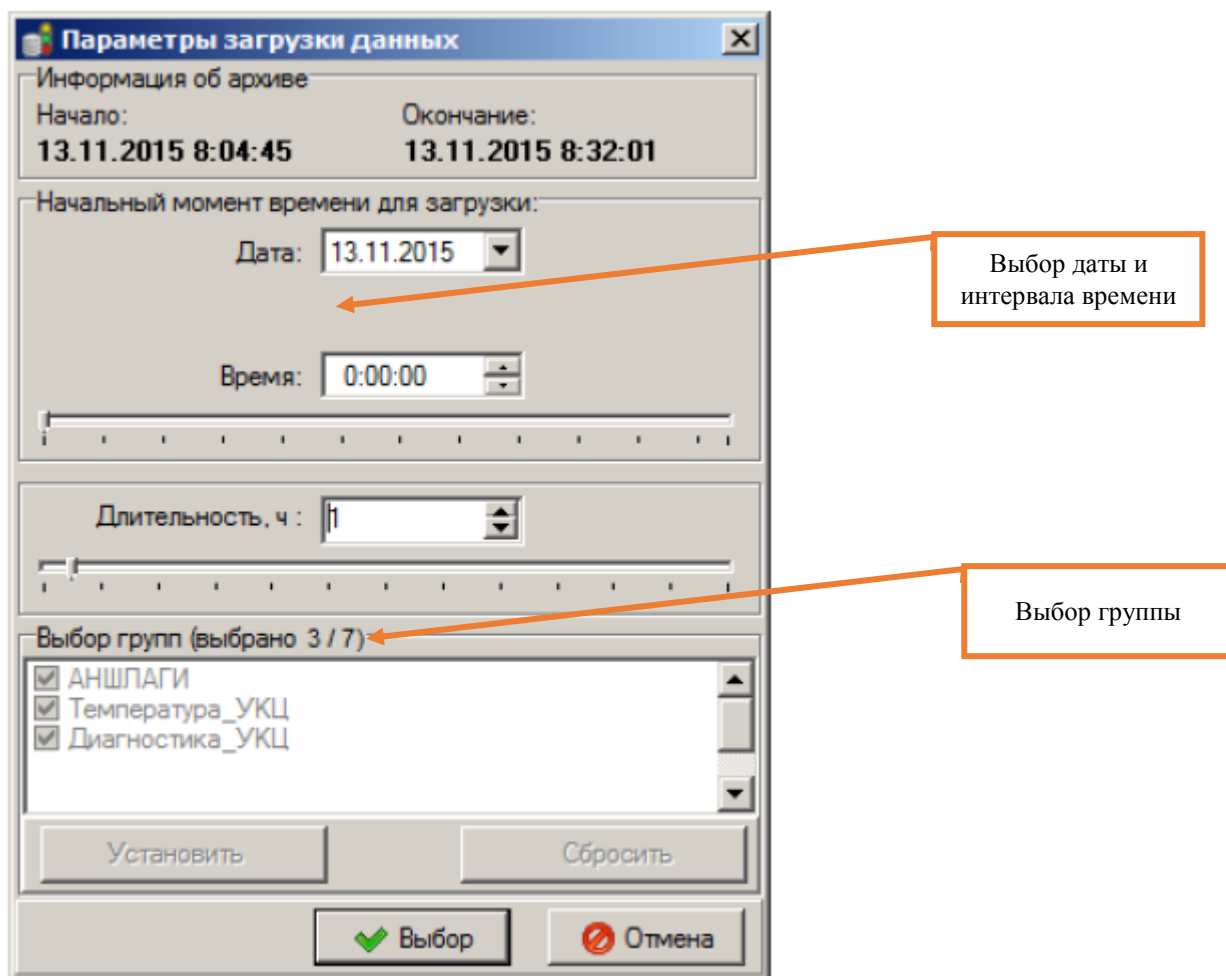 Параметры загрузки данных
Информация об архиве
Начало: Окончание:
13.11.2015 8:04:45 13.11.2015 8:32:01
Начальный момент времени для загрузки:
Дата: 13.11.2015
Выбор даты и
интервала времени
Время: 0:00:00
Длительность, ч : 1
Выбор группы
Выбор групп (выбрано 3 / 7)
АНШЛАГИ
Температура_УКЦ
Диагностика_УКЦ
Установить Сбросить
Выбор Отмена